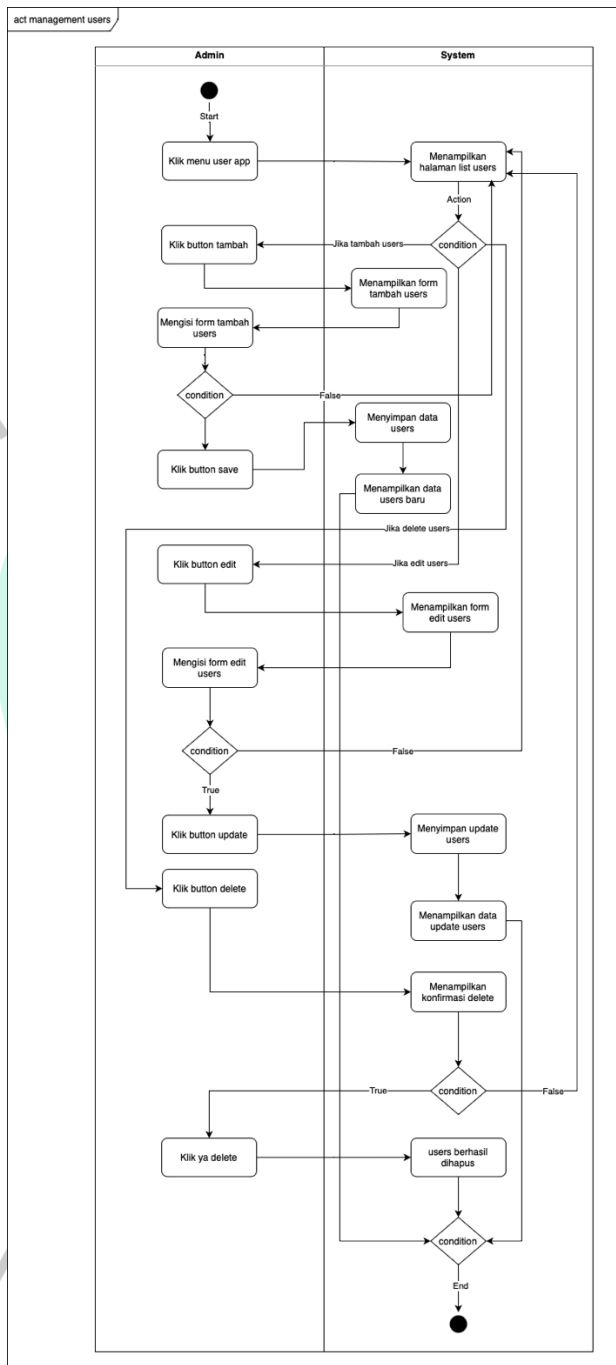 act management users
Admin
System
Start
Klik menu user app
Menampilkan
halaman list users
Action
condition
Jika tambah users
Klik button tambah
Menampilkan form
tambah users
Mengisi form tambah
users
condition
False
Menyimpan data
users
Klik button save
Menampilkan data
users baru
Jika delete users
Klik button edit
Jika edit users
Menampilkan form
edit users
Mengisi form edit
users
condition
False
True
Klik button update
Menyimpan update
users
Klik button delete
Menampilkan data
update users
Menampilkan
konfirmasi delete
True
condition
False
Klik ya delete
users berhasil
dihapus
condition
End